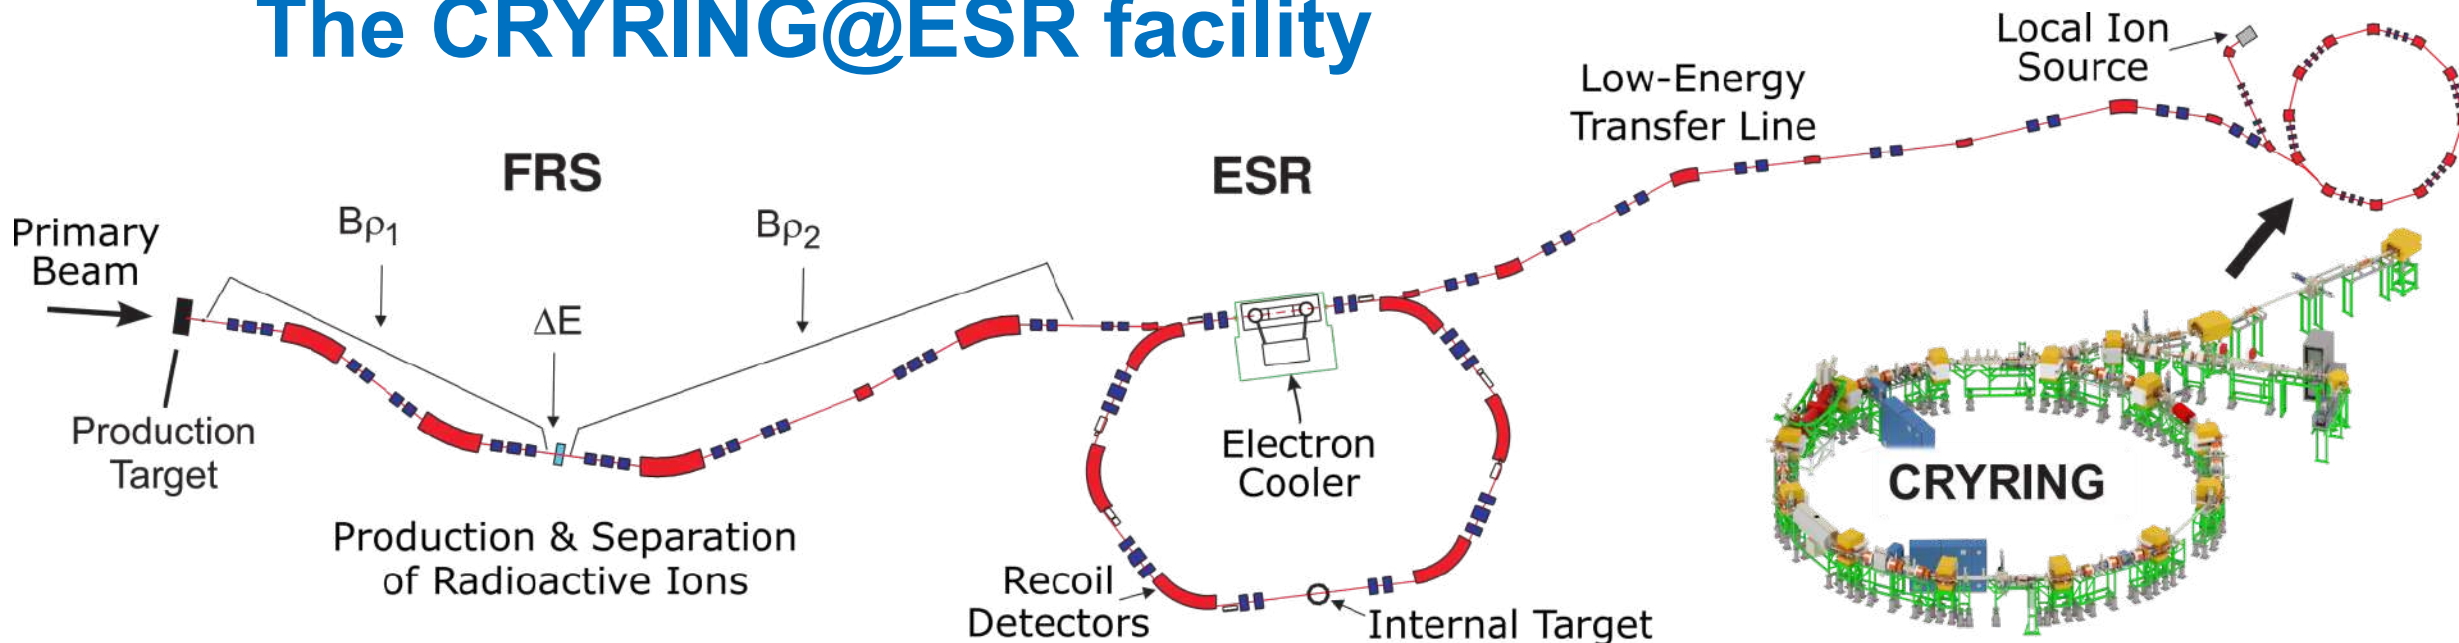 The CRYRING@ESR facility
Local Ion
Source
Low-Energy
Transfer Line
FRS
ESR
Primary
Beam
Bρ1
Bρ2
ΔE
Production
Target
Electron
Cooler
CRYRING
Production & Separation
of Radioactive Ions
Recoil
Detectors
Internal Target